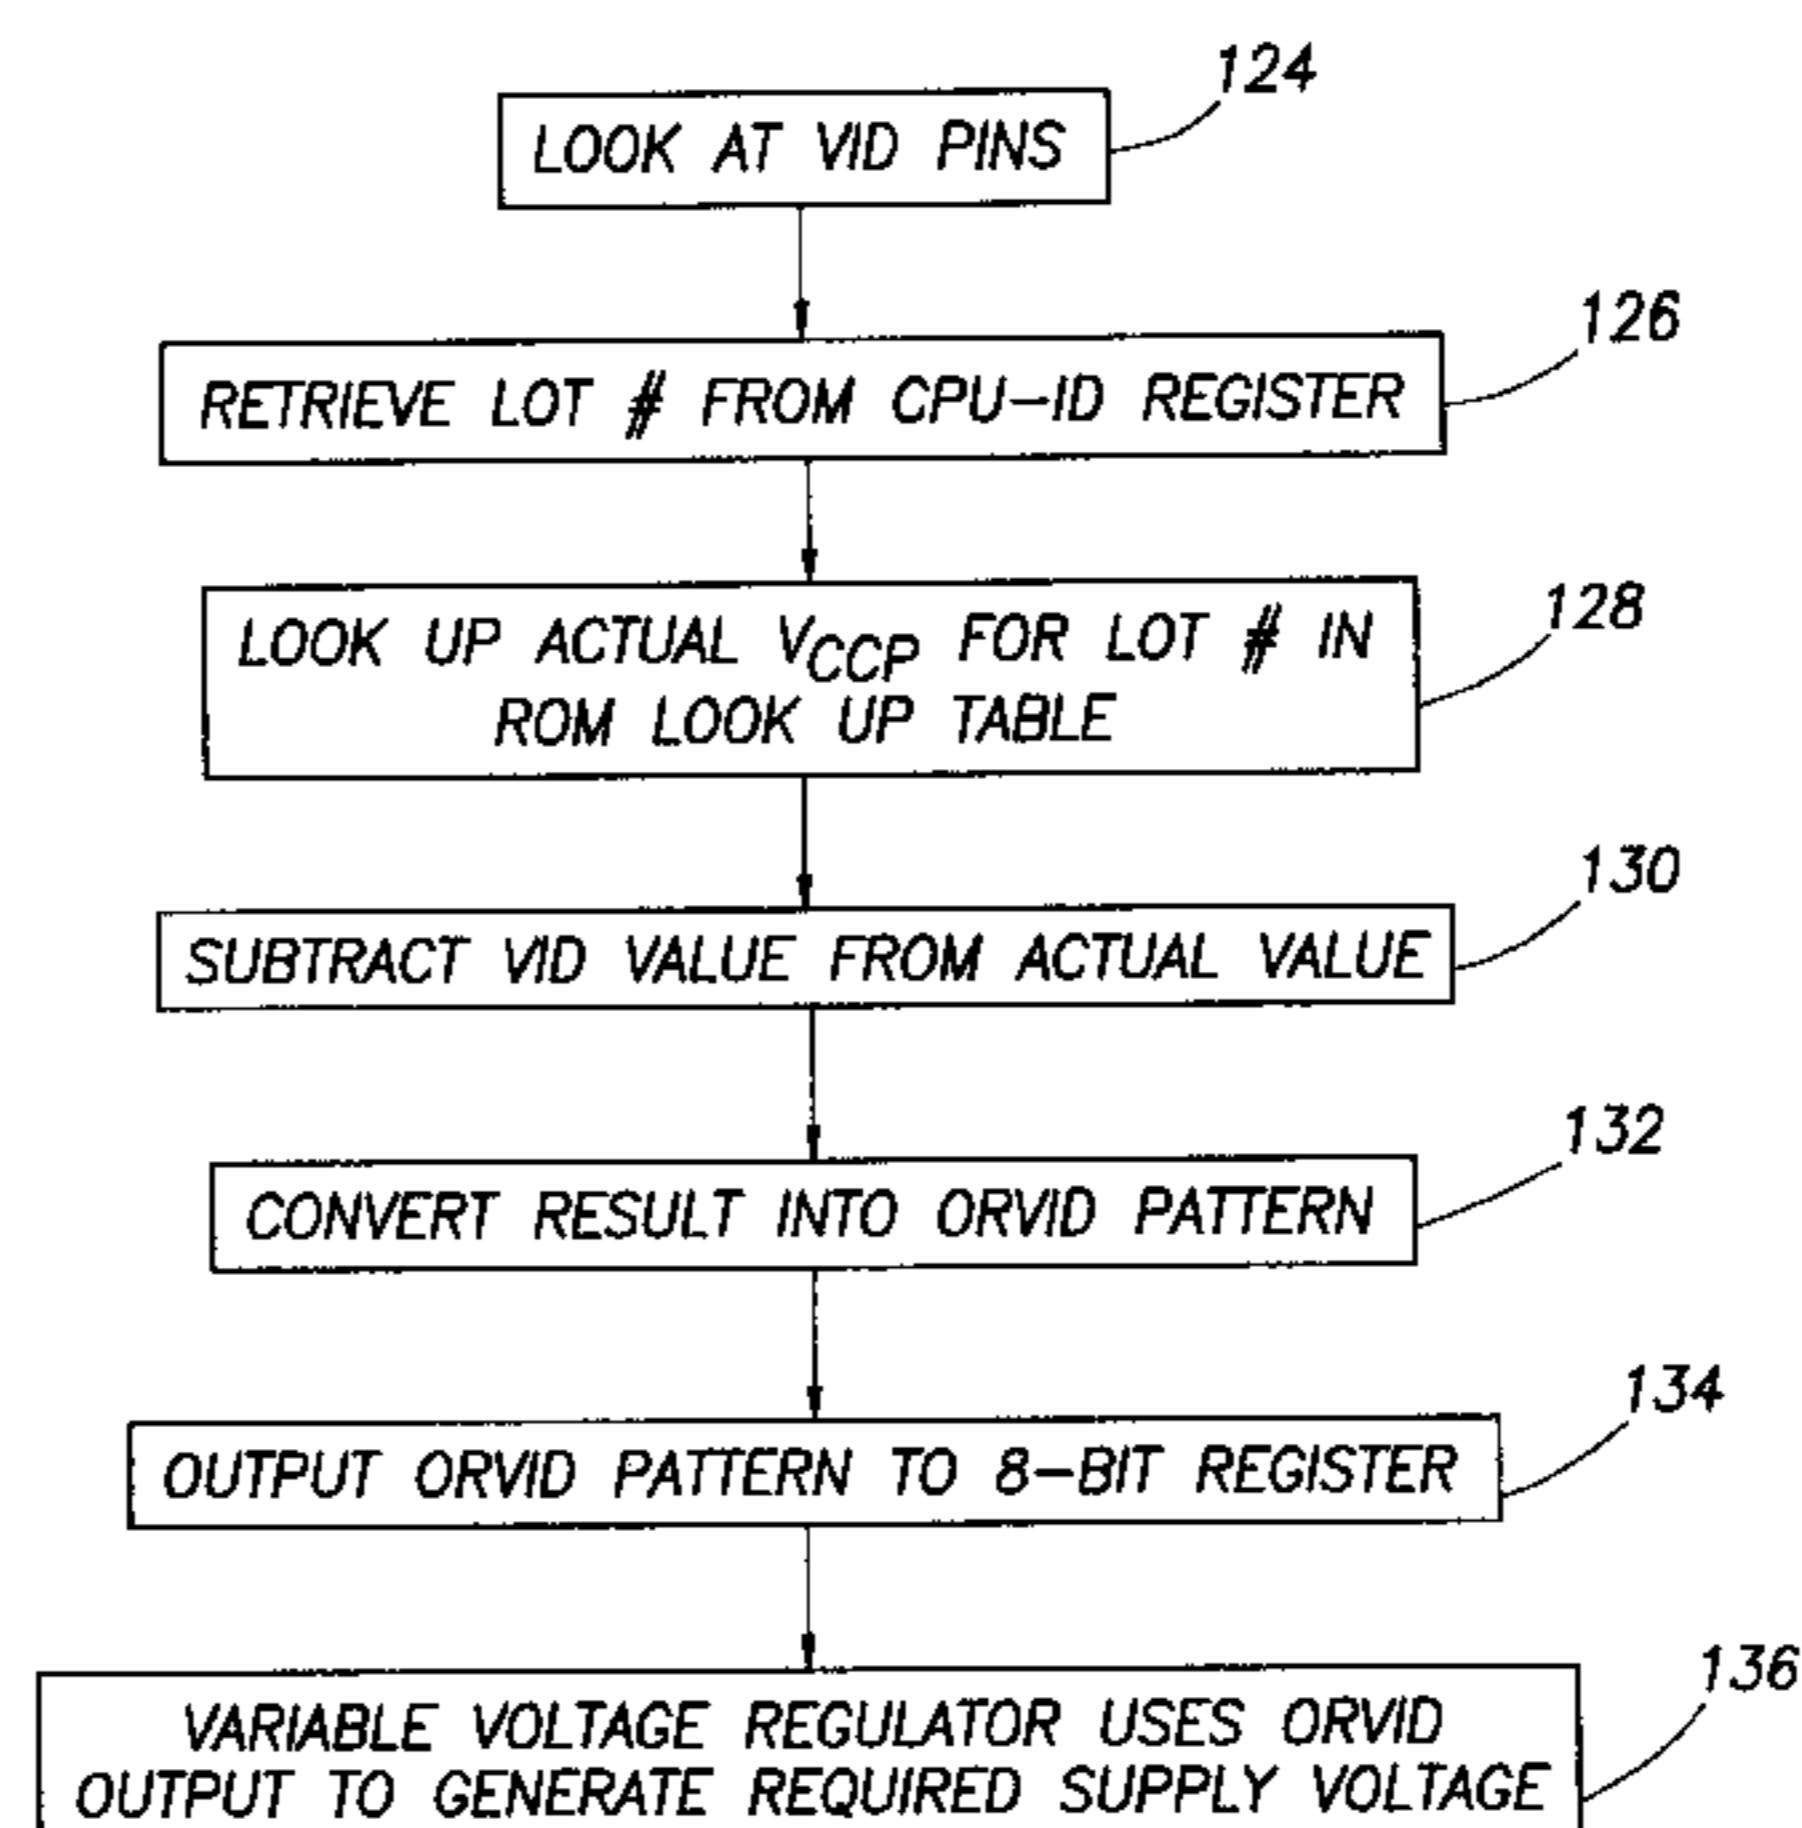 124
LOOK AT VID PINS
126
RETRIEVE LOT # FROM CPU-ID REGISTER
128
LOOK UP ACTUAL VCCP FOR LOT # IN
ROM LOOK UP TABLE
130
SUBTRACT VID VALUE FROM ACTUAL VALUE
132
CONVERT RESULT INTO ORVID PATTERN
134
OUTPUT ORVID PATTERN TO 8-BIT REGISTER
136
VARIABLE VOLTAGE REGULATOR USES ORVID
OUTPUT TO GENERATE REQUIRED SUPPLY VOLTAGE